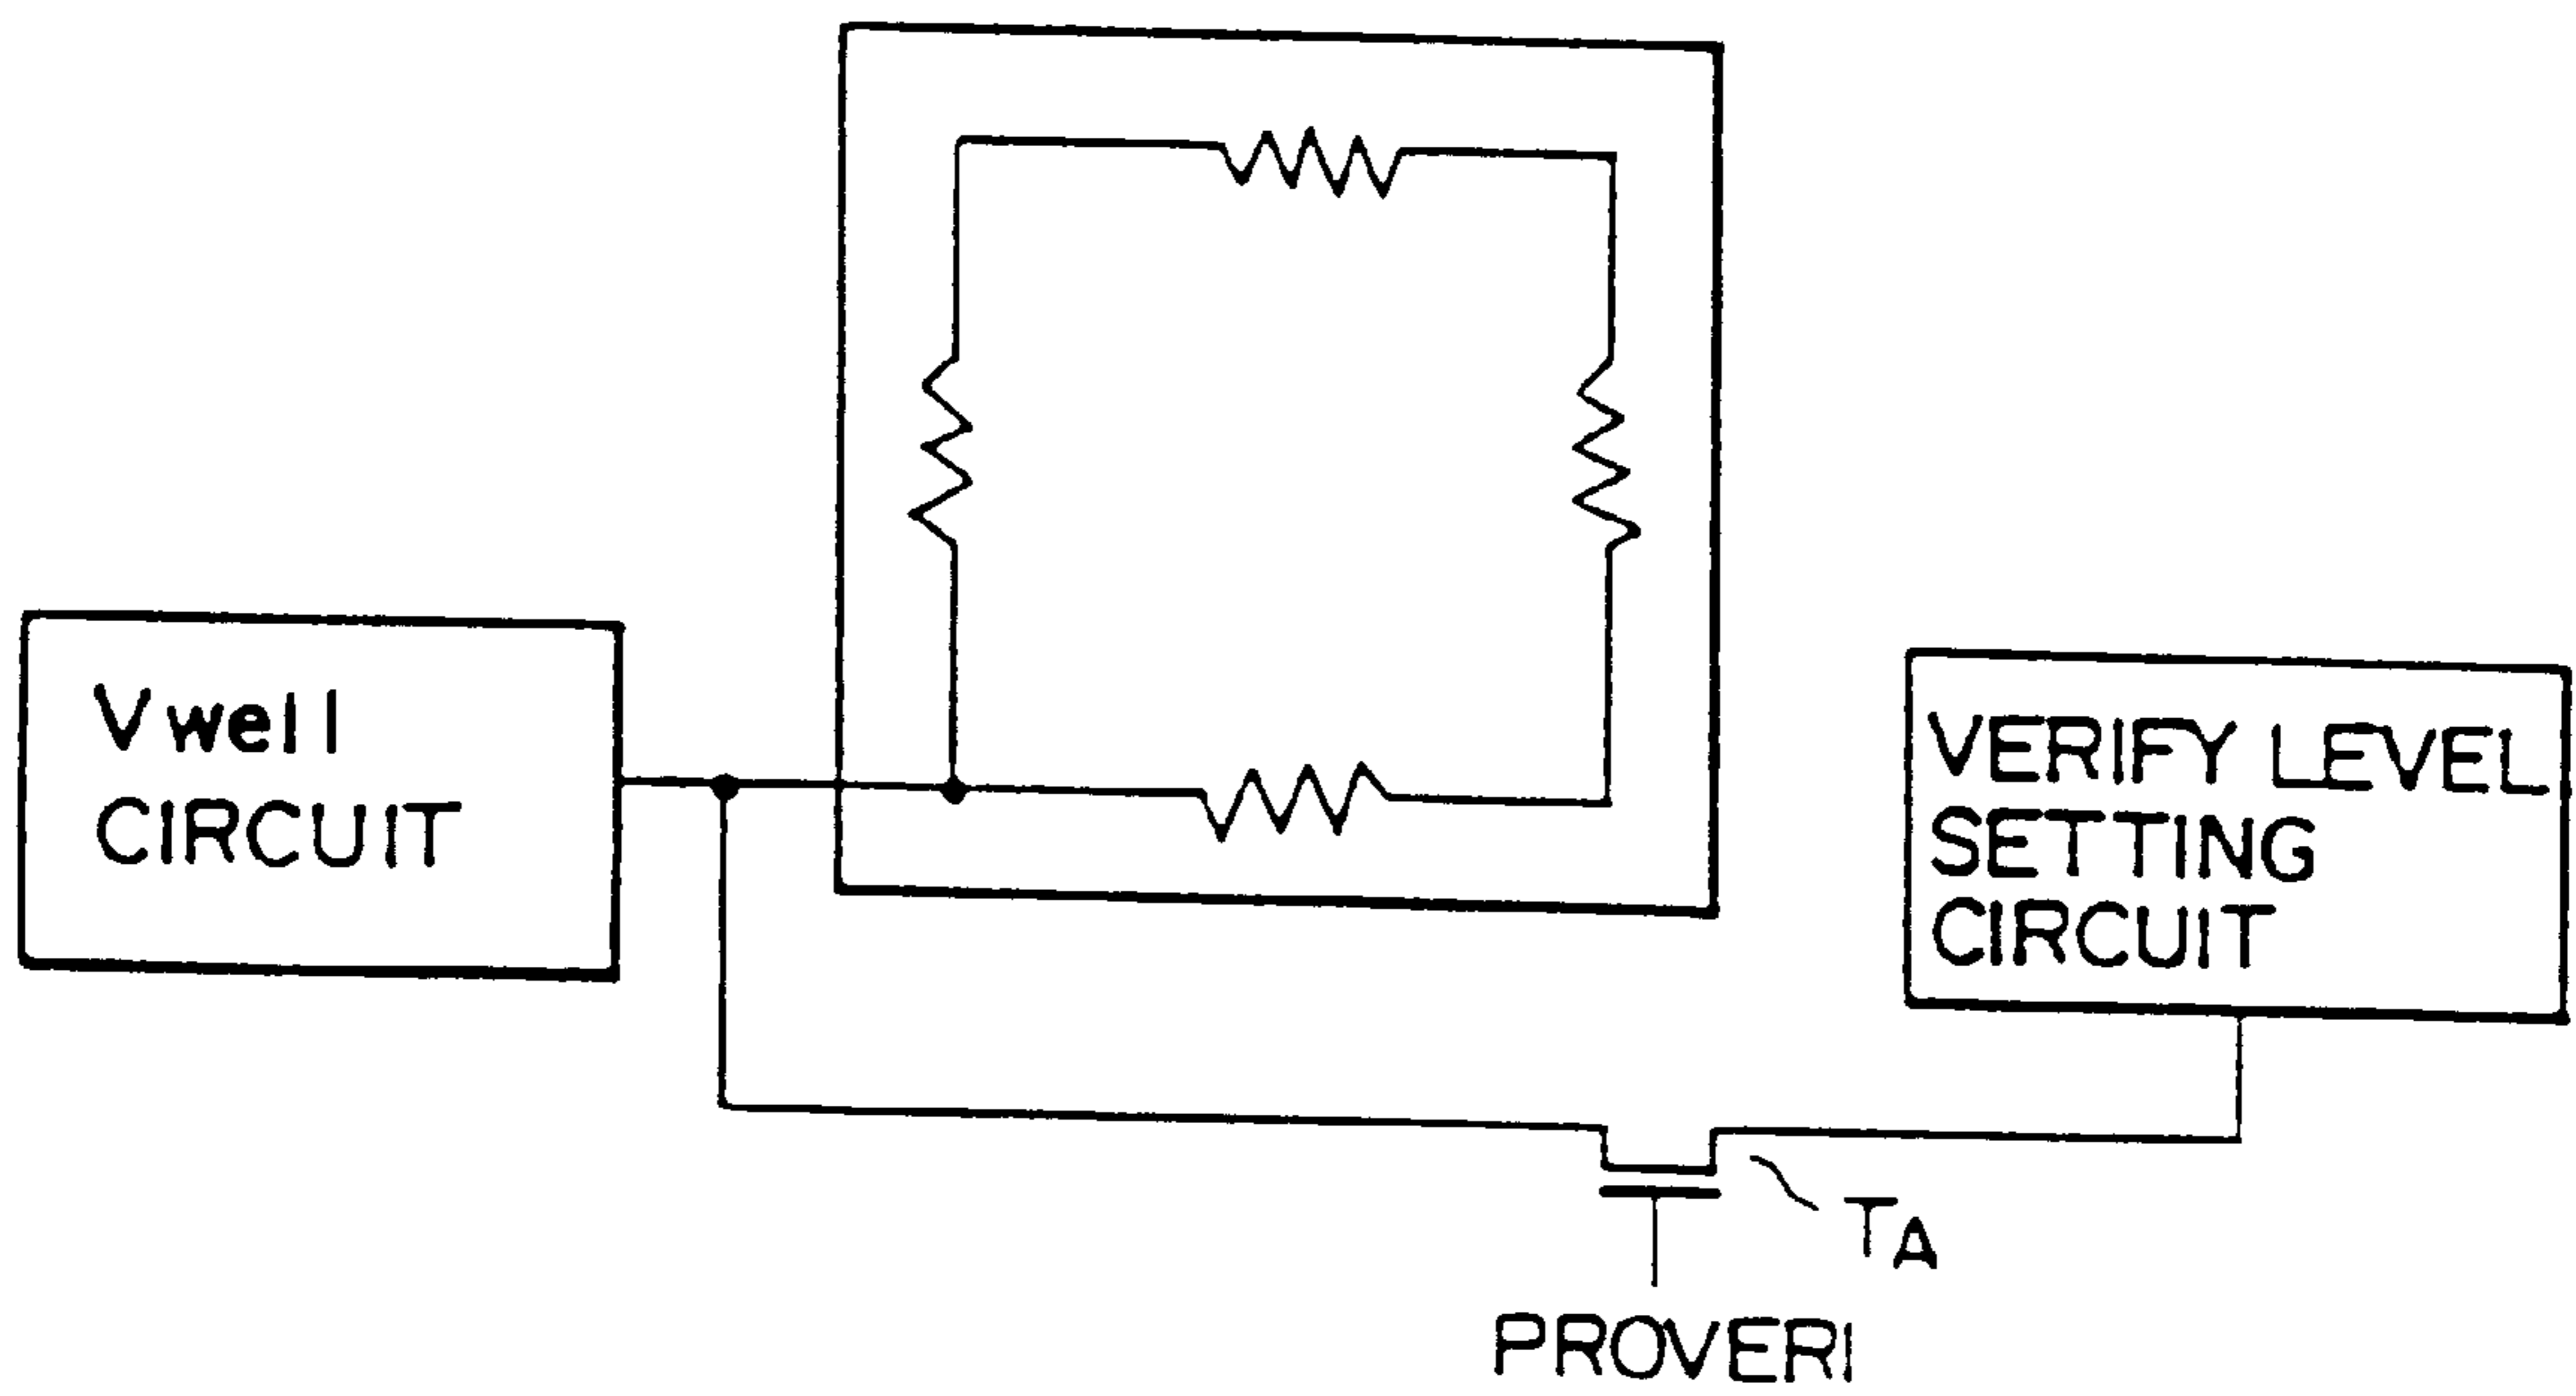 Vwell
CIRCUIT
VERIFY LEVEL
SETTING
CIRCUIT
TA
PROVERI